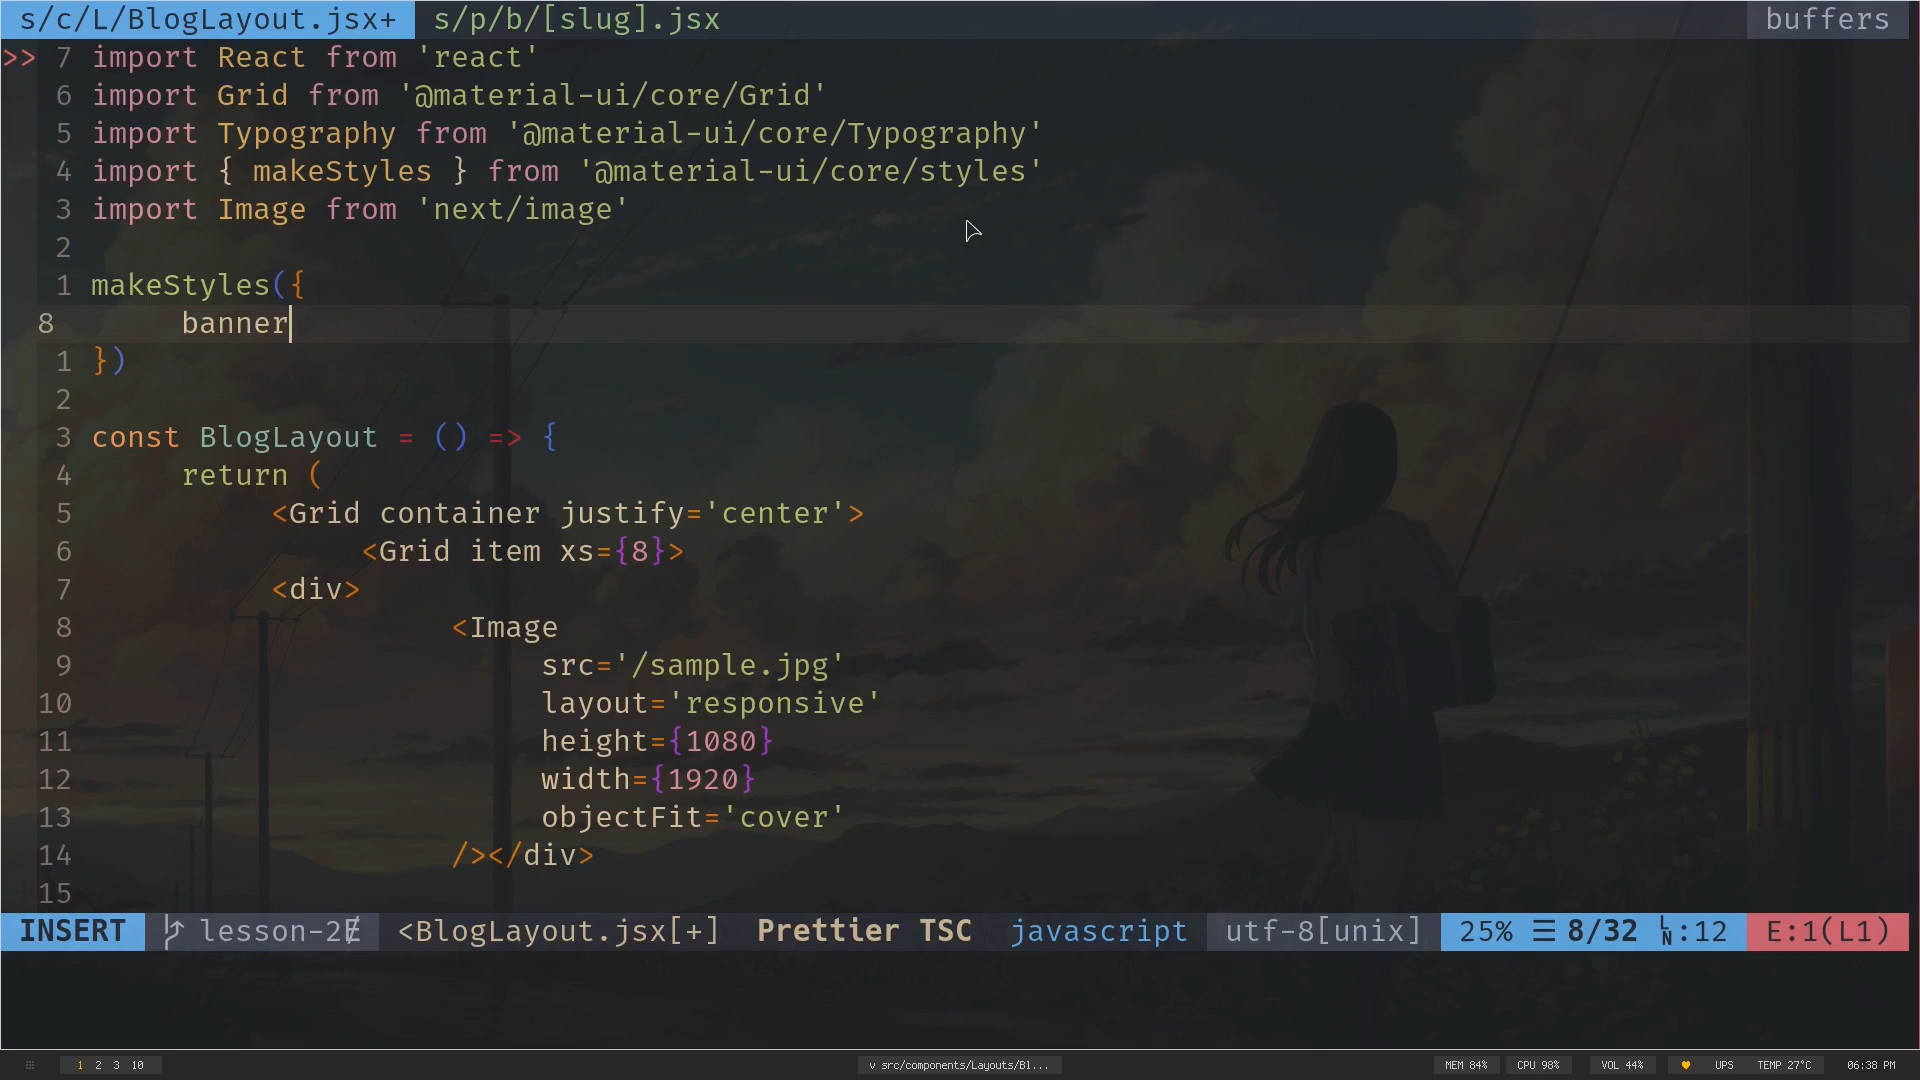 s/c/L/BlogLayout.jsx+ s/p/b/[slug].jsx buffers
>> 7 import React from 'react'
6 import Grid from '@material-ui/core/Grid'
5 import Typography from '@material-ui/core/Typography'
4 import { makeStyles } from '@material-ui/core/styles'
3 import Image from 'next/image'
2
1 makeStyles({
8 banner
1 })
2
3 const BlogLayout = () => {
4 return (
5 <Grid container justify='center'>
6 <Grid item xs={8}>
7 <div>
8 <Image
9 src='/sample.jpg'
10 layout='responsive'
11 height={1080}
12 width={1920}
13 objectFit='cover'
14 /></div>
15
INSERT lesson-2Ɇ <BlogLayout.jsx[+] Prettier TSC javascript utf-8[unix] 25% ☰ 8/32 ␤:12 E:1(L1)
1 2 3 10 v src/components/Layouts/Bl... MEM 84% CPU 98% VOL 44% UPS TEMP 27°C 06:38 PM